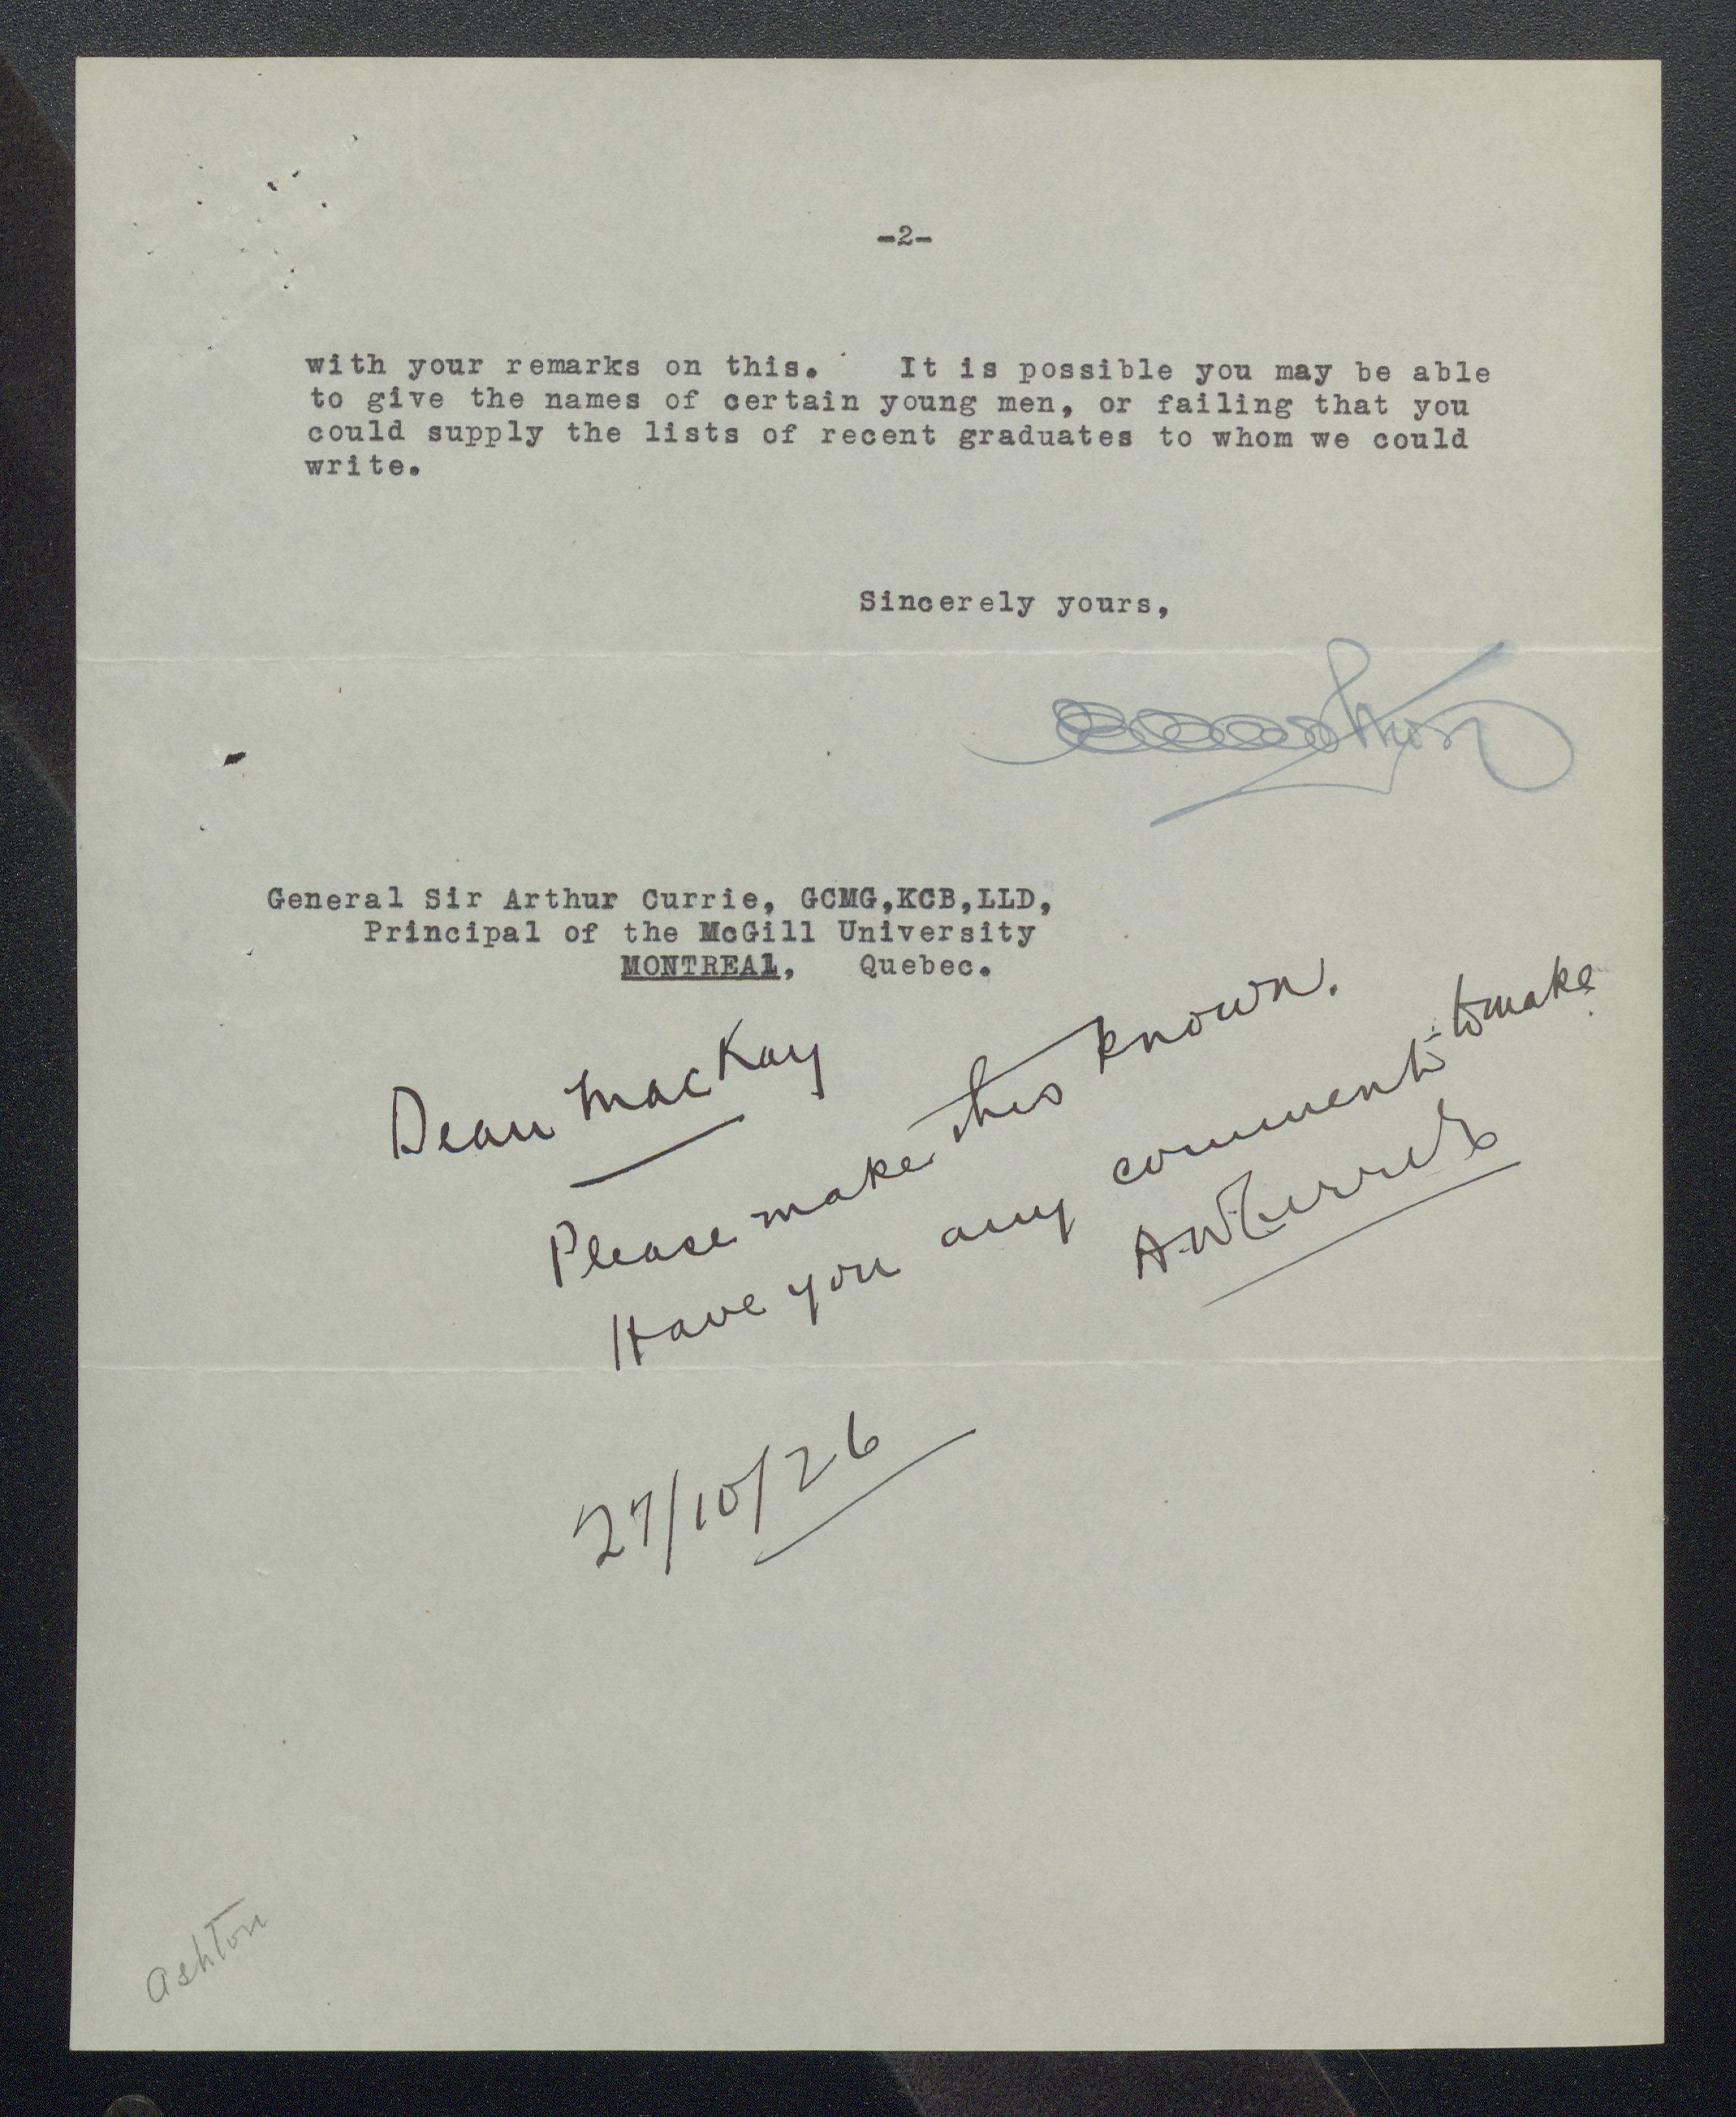 -2-
with your remarks on this. It is possible you may be able
to give the names of certain young men, or failing that you
could supply the lists of recent graduates to whom we could
write.
Sincerely yours,
General Sir Arthur Currie, GCMG,KCB,LLD,
Principal of the McGill University
MONTREAl, Quebec.
Dean MacKay
Please make this known.
Have you any comments to make
AWCurrie
27/10/26
Ashton